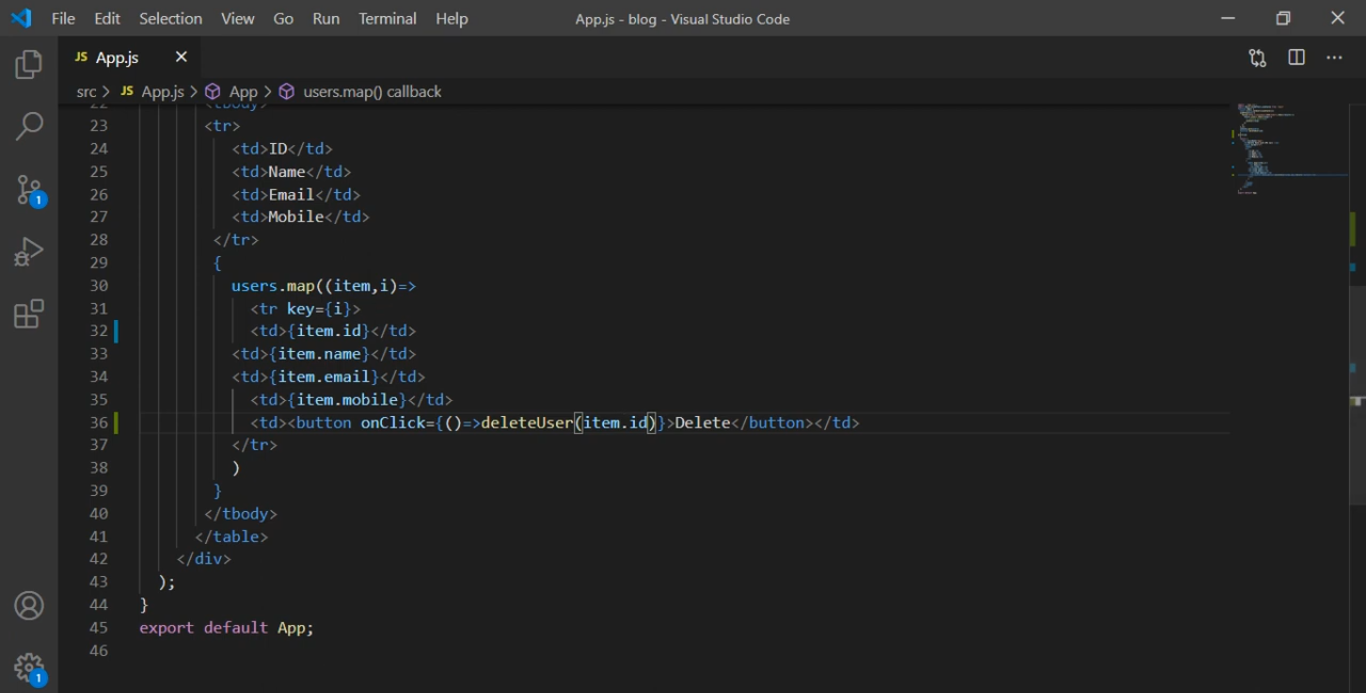 File Edit Selection View Go Run Terminal Help App.js - blog - Visual Studio Code
JS App.js
src > JS App.js > App > users.map() callback
22 <tbody>
23 <tr>
24 <td>ID</td>
25 <td>Name</td>
26 <td>Email</td>
27 <td>Mobile</td>
28 </tr>
29 {
30 users.map((item,i)=>
31 <tr key={i}>
32 <td>{item.id}</td>
33 <td>{item.name}</td>
34 <td>{item.email}</td>
35 <td>{item.mobile}</td>
36 <td><button onClick={()=>deleteUser(item.id)}>Delete</button></td>
37 </tr>
38 )
39 }
40 </tbody>
41 </table>
42 </div>
43 );
44 }
45 export default App;
46
1
1